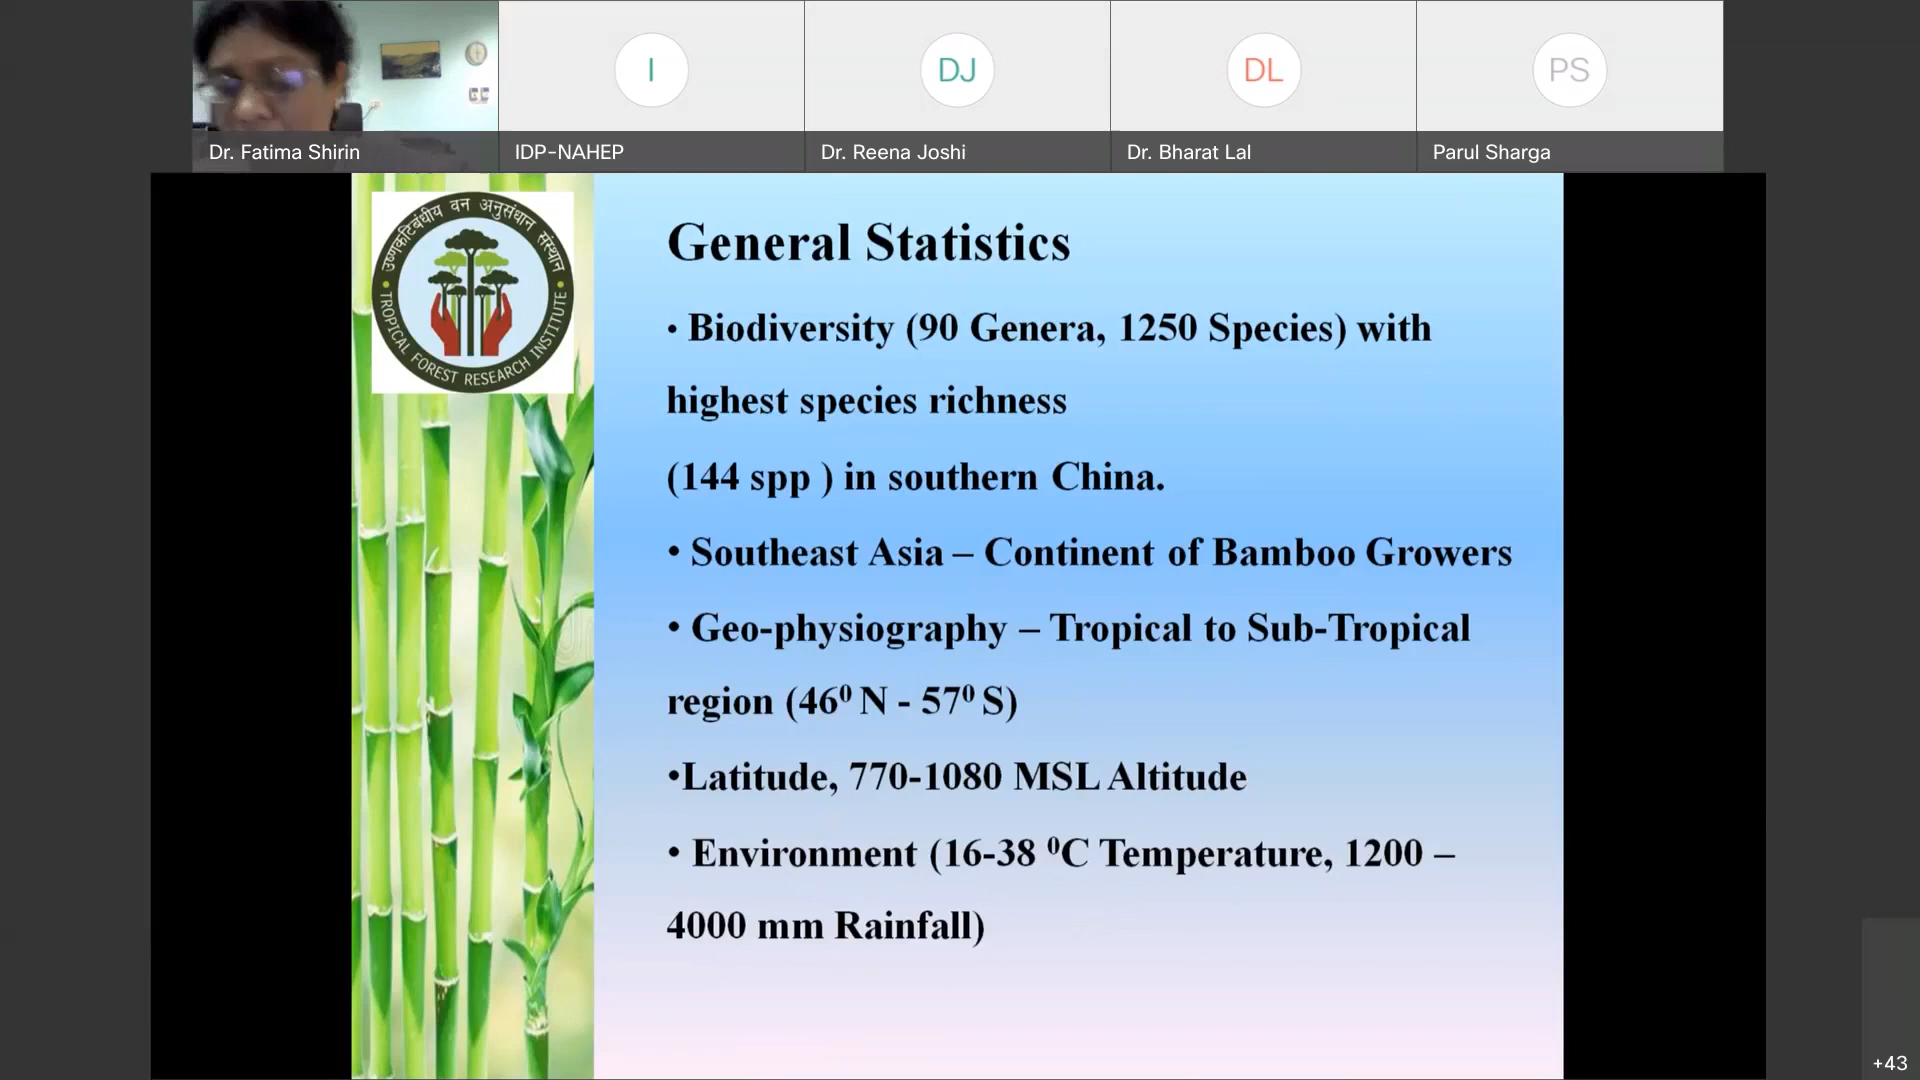 I
DJ
DL
PS
Dr. Fatima Shirin
IDP-NAHEP
Dr. Reena Joshi
Dr. Bharat Lal
Parul Sharga
उष्णकटिबंधीय वन अनुसंधान संस्थान
TROPICAL FOREST RESEARCH INSTITUTE
General Statistics
• Biodiversity (90 Genera, 1250 Species) with
highest species richness
(144 spp ) in southern China.
• Southeast Asia – Continent of Bamboo Growers
• Geo-physiography – Tropical to Sub-Tropical
region (46⁰ N - 57⁰ S)
•Latitude, 770-1080 MSL Altitude
• Environment (16-38 ⁰C Temperature, 1200 –
4000 mm Rainfall)
+43